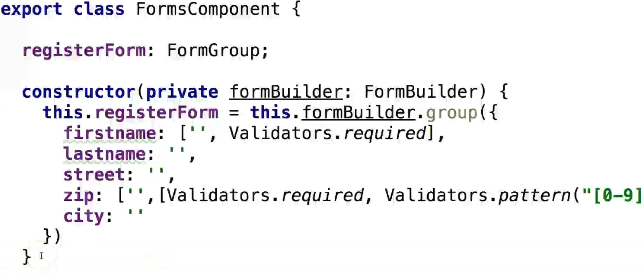 export class FormsComponent {
registerForm: FormGroup;
constructor(private formBuilder: FormBuilder) {
this.registerForm = this.formBuilder.group({
firstname: ['', Validators.required],
lastname: '',
street: '',
zip: ['',[Validators.required, Validators.pattern("[0-9]
city: ''
})
}